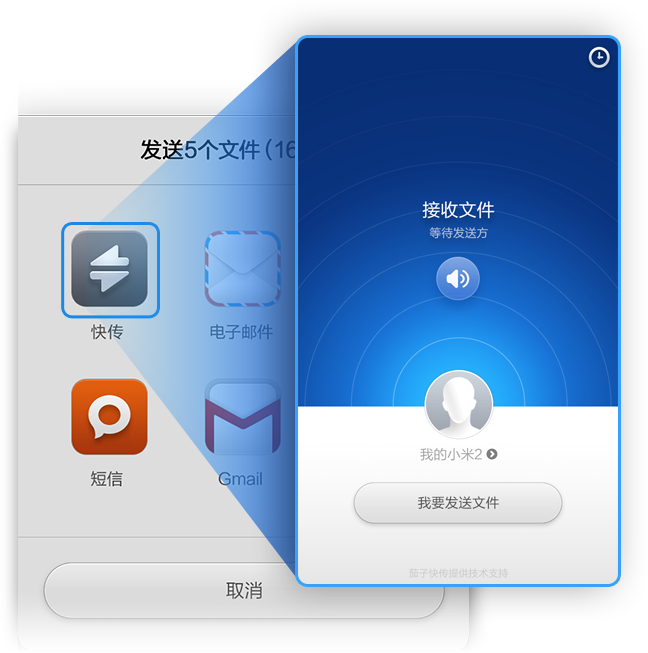 发送5个文件（16
快传
电子邮件
短信
Gmail
取消
接收文件
等待发送方
我的小米2
我要发送文件
茄子快传提供技术支持